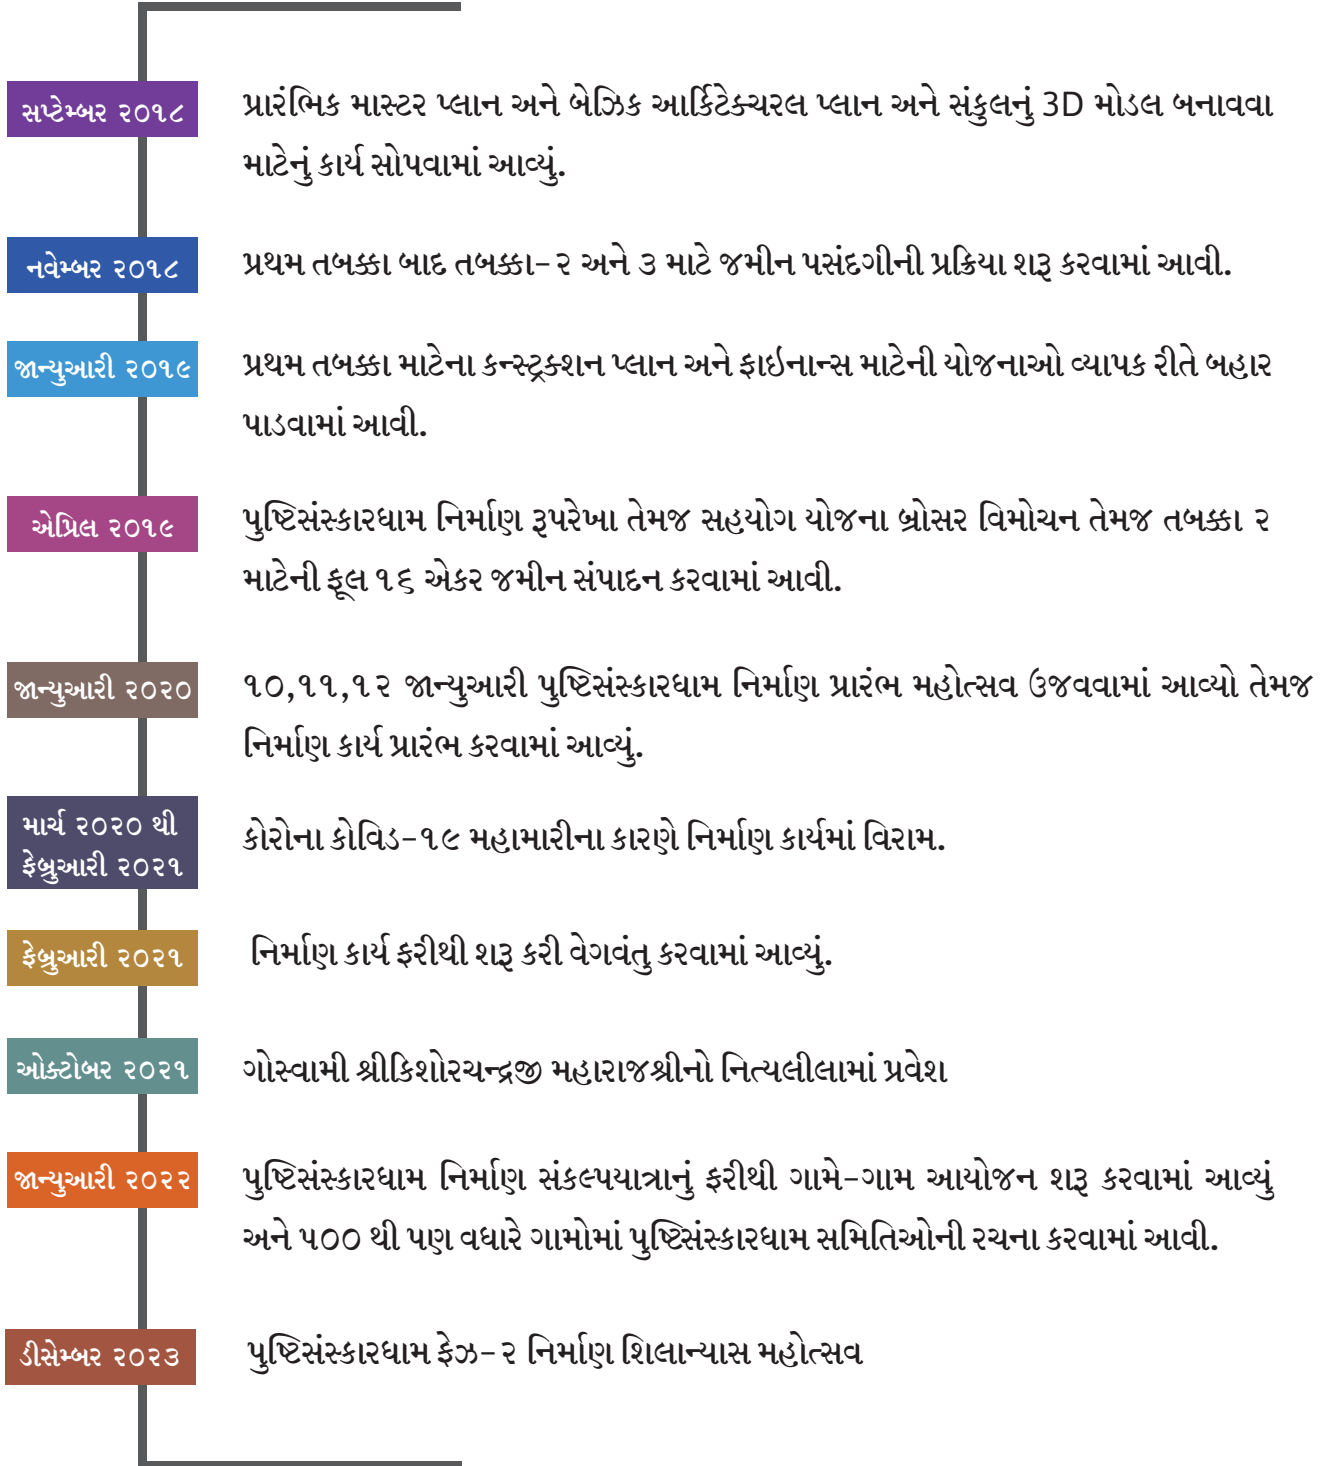 સપ્ટેમ્બર ૨૦૧૮
પ્રારંભિક માસ્ટર પ્લાન અને બેઝિક આર્કિટેક્ચરલ પ્લાન અને સંકુલનું 3D મોડલ બનાવવા
માટેનું કાર્ય સોપવામાં આવ્યું.
નવેમ્બર ૨૦૧૮
પ્રથમ તબક્કા બાદ તબક્કા-૨ અને ૩ માટે જમીન પસંદગીની પ્રક્રિયા શરૂ કરવામાં આવી.
જાન્યુઆરી ૨૦૧૯
પ્રથમ તબક્કા માટેના કન્સ્ટ્રક્શન પ્લાન અને ફાઇનાન્સ માટેની યોજનાઓ વ્યાપક રીતે બહાર
પાડવામાં આવી.
એપ્રિલ ૨૦૧૯
પુષ્ટિસંસ્કારધામ નિર્માણ રૂપરેખા તેમજ સહયોગ યોજના બ્રોસર વિમોચન તેમજ તબક્કા ૨
માટેની ફૂલ ૧૬ એકર જમીન સંપાદન કરવામાં આવી.
જાન્યુઆરી ૨૦૨૦
૧૦,૧૧,૧૨ જાન્યુઆરી પુષ્ટિસંસ્કારધામ નિર્માણ પ્રારંભ મહોત્સવ ઉજવવામાં આવ્યો તેમજ
નિર્માણ કાર્ય પ્રારંભ કરવામાં આવ્યું.
માર્ચ ૨૦૨૦ થી
ફેબ્રુઆરી ૨૦૨૧
કોરોના કોવિડ-૧૯ મહામારીના કારણે નિર્માણ કાર્યમાં વિરામ.
ફેબ્રુઆરી ૨૦૨૧
નિર્માણ કાર્ય ફરીથી શરૂ કરી વેગવંતુ કરવામાં આવ્યું.
ઓક્ટોબર ૨૦૨૧
ગોસ્વામી શ્રીકિશોરચન્દ્રજી મહારાજશ્રીનો નિત્યલીલામાં પ્રવેશ
જાન્યુઆરી ૨૦૨૨
પુષ્ટિસંસ્કારધામ નિર્માણ સંકલ્પયાત્રાનું ફરીથી ગામે-ગામ આયોજન શરૂ કરવામાં આવ્યું
અને ૫૦૦ થી પણ વધારે ગામોમાં પુષ્ટિસંસ્કારધામ સમિતિઓની રચના કરવામાં આવી.
ડીસેમ્બર ૨૦૨૩
પુષ્ટિસંસ્કારધામ ફેઝ-૨ નિર્માણ શિલાન્યાસ મહોત્સવ